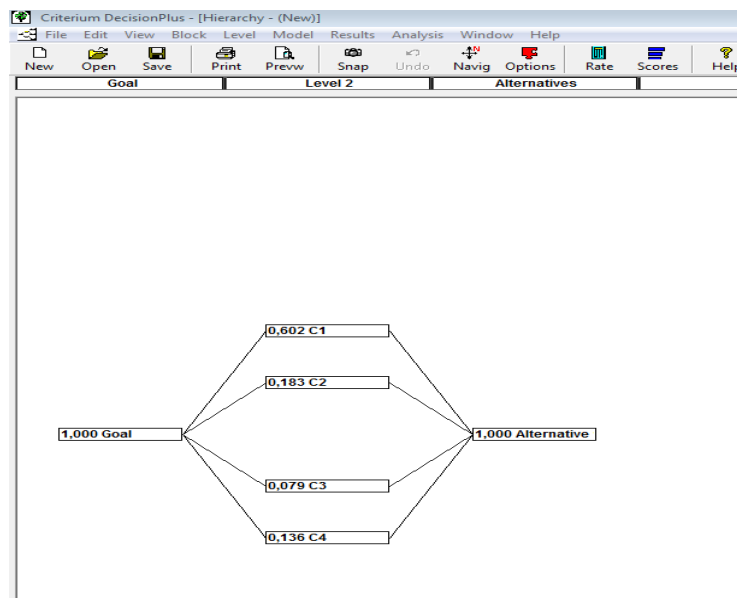 Criterium DecisionPlus - [Hierarchy - (New)]
File Edit View Block Level Model Results Analysis Window Help
New Open Save Print Prevw Snap Undo Navig Options Rate Scores Help
Goal Level 2 Alternatives
0,602 C1
0,183 C2
1,000 Goal 1,000 Alternative
0,079 C3
0,136 C4